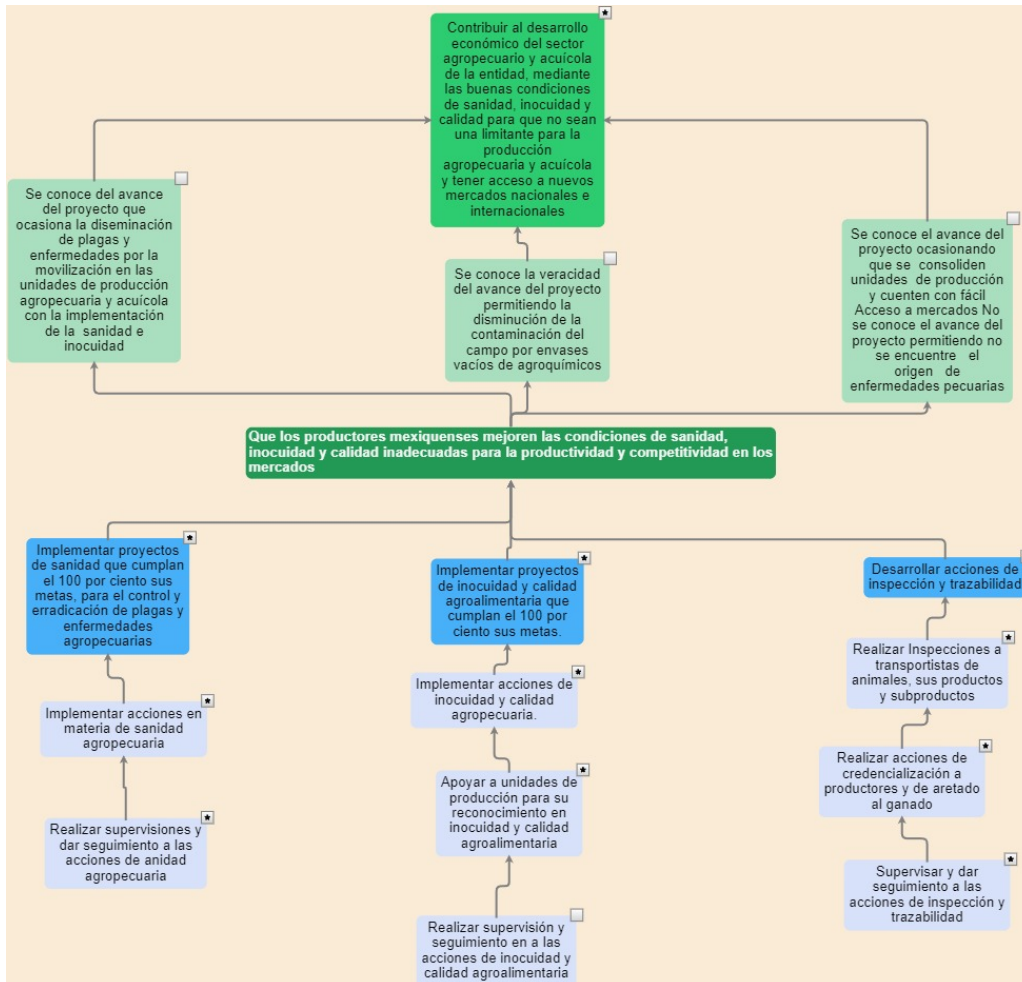 Contribuir al desarrollo
económico del sector
agropecuario y acuícola
de la entidad, mediante
las buenas condiciones
de sanidad, inocuidad y
calidad para que no sean
una limitante para la
producción
agropecuaria y acuícola
y tener acceso a nuevos
mercados nacionales e
internacionales
Se conoce del avance
del proyecto que
ocasiona la diseminación
de plagas y
enfermedades por la
movilización en las
unidades de producción
agropecuaria y acuícola
con la implementación
de la sanidad e
inocuidad
Se conoce la veracidad
del avance del proyecto
permitiendo la
disminución de la
contaminación del
campo por envases
vacíos de agroquímicos
Se conoce el avance del
proyecto ocasionando
que se consoliden
unidades de producción
y cuenten con fácil
Acceso a mercados No
se conoce el avance del
proyecto permitiendo no
se encuentre el
origen de
enfermedades pecuarias
Que los productores mexiquenses mejoren las condiciones de sanidad,
inocuidad y calidad inadecuadas para la productividad y competitividad en los
mercados
Implementar proyectos
de sanidad que cumplan
el 100 por ciento sus
metas, para el control y
erradicación de plagas y
enfermedades
agropecuarias
Implementar proyectos
de inocuidad y calidad
agroalimentaria que
cumplan el 100 por
ciento sus metas.
Desarrollar acciones de
inspección y trazabilidad
Implementar acciones en
materia de sanidad
agropecuaria
Implementar acciones de
inocuidad y calidad
agropecuaria.
Realizar Inspecciones a
transportistas de
animales, sus productos
y subproductos
Realizar supervisiones y
dar seguimiento a las
acciones de anidad
agropecuaria
Apoyar a unidades de
producción para su
reconocimiento en
inocuidad y calidad
agroalimentaria
Realizar acciones de
credencialización a
productores y de aretado
al ganado
Realizar supervisión y
seguimiento en a las
acciones de inocuidad y
calidad agroalimentaria
Supervisar y dar
seguimiento a las
acciones de inspección y
trazabilidad